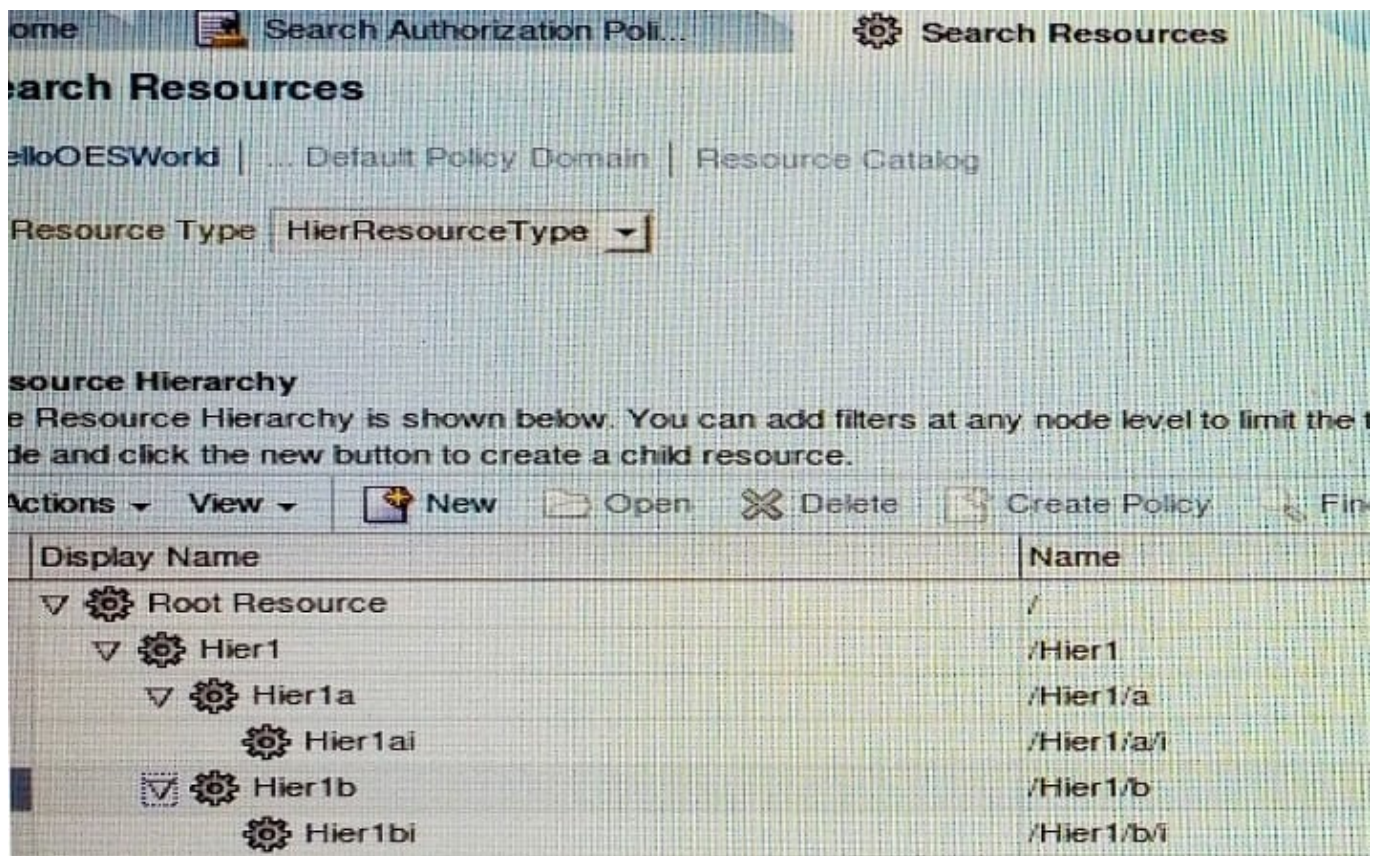 ome Search Authorization Poli... Search Resources
earch Resources
elloOESWorld | ... Default Policy Domain | Resource Catalog
Resource Type HierResourceType
source Hierarchy
e Resource Hierarchy is shown below. You can add filters at any node level to limit the t
de and click the new button to create a child resource.
Actions View New Open Delete Create Policy Fin
Display Name Name
Root Resource /
Hier1 /Hier1
Hier1a /Hier1/a
Hier1ai /Hier1/a/i
Hier1b /Hier1/b
Hier1bi /Hier1/b/i